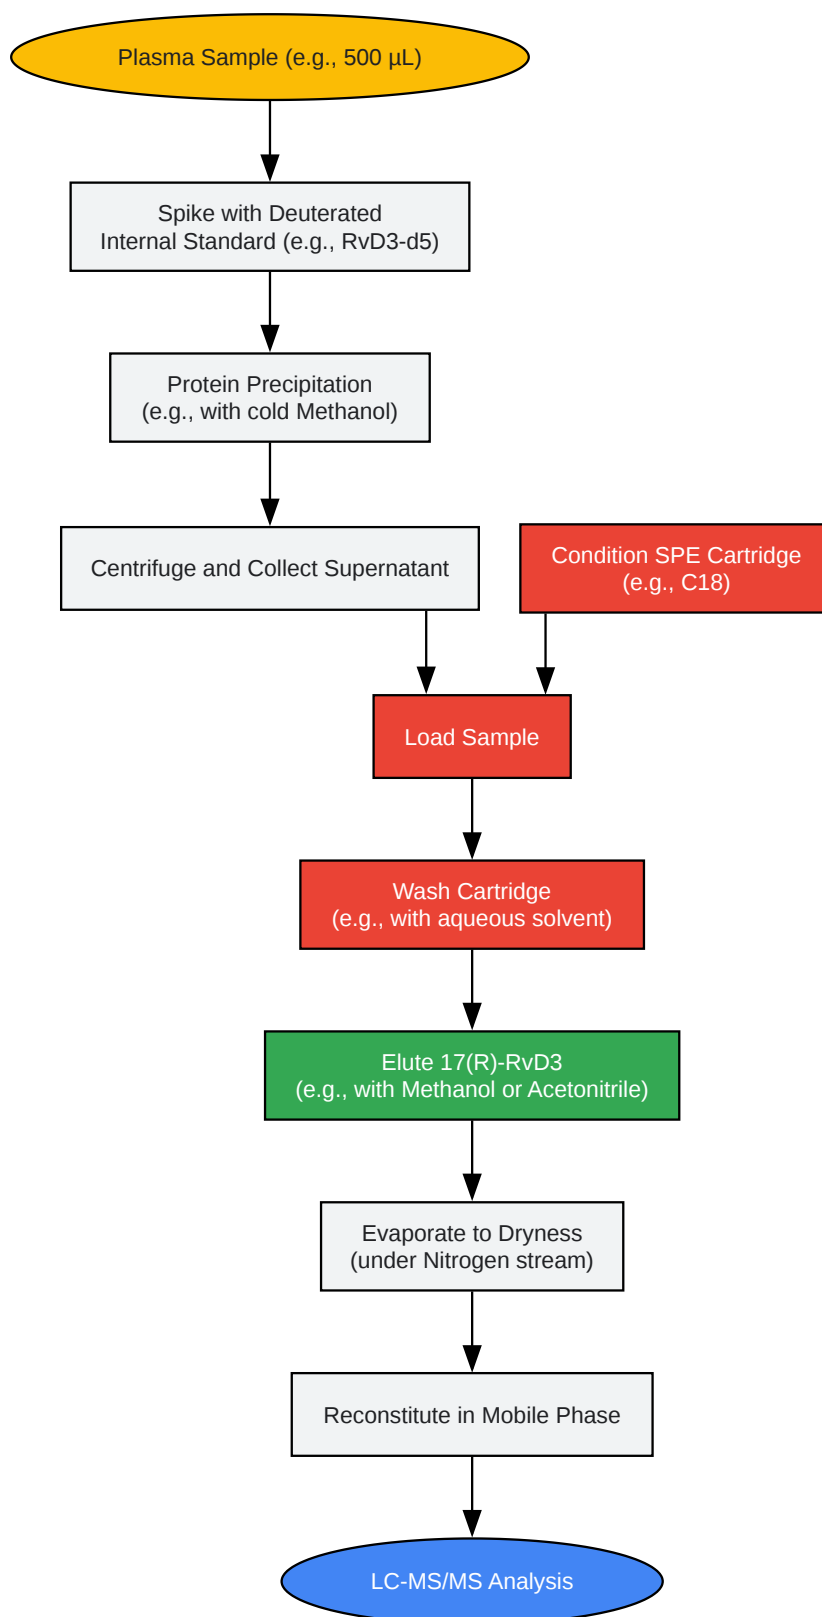 Plasma Sample (e.g., 500 µL)
Spike with Deuterated
Internal Standard (e.g., RvD3-d5)
Protein Precipitation
(e.g., with cold Methanol)
Centrifuge and Collect Supernatant
Condition SPE Cartridge
(e.g., C18)
Load Sample
Wash Cartridge
(e.g., with aqueous solvent)
Elute 17(R)-RvD3
(e.g., with Methanol or Acetonitrile)
Evaporate to Dryness
(under Nitrogen stream)
Reconstitute in Mobile Phase
LC-MS/MS Analysis